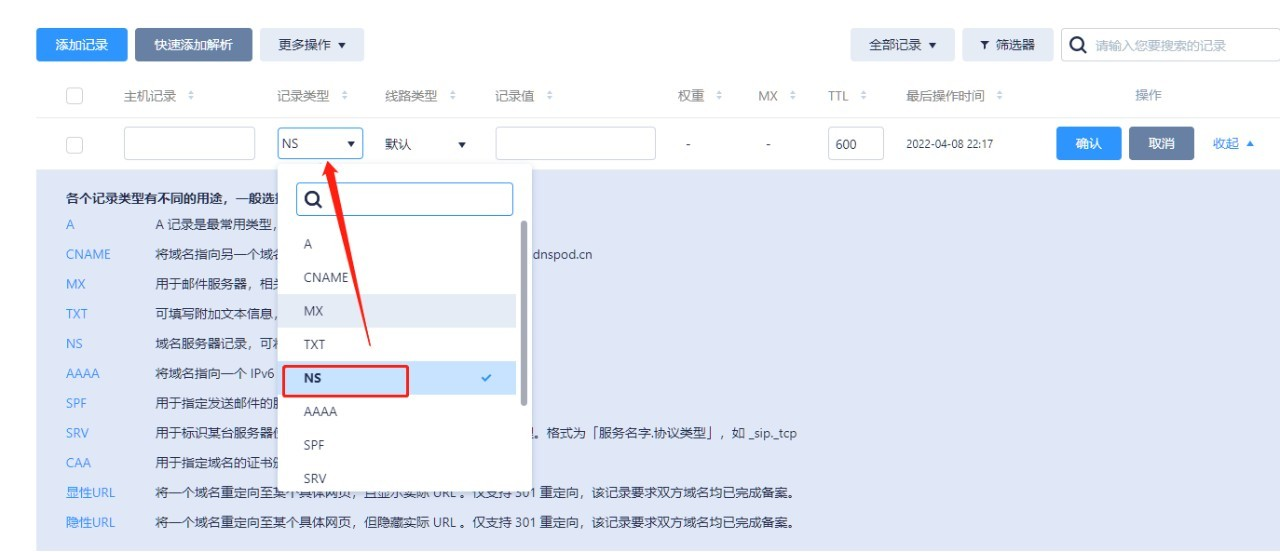 添加记录 快速添加解析 更多操作 全部记录 筛选器 请输入您要搜索的记录
主机记录 记录类型 线路类型 记录值 权重 MX TTL 最后操作时间 操作
NS 默认 - - 600 2022-04-08 22:17 确认 取消 收起
各个记录类型有不同的用途，一般选
A A 记录是最常用类型，
CNAME 将域名指向另一个域 dnspod.cn
MX 用于邮件服务器，相
TXT 可填写附加文本信息，
NS 域名服务器记录，可
AAAA 将域名指向一个 IPv6
SPF 用于指定发送邮件的
SRV 用于标识某台服务器 。格式为「服务名字.协议类型」，如 _sip._tcp
CAA 用于指定域名的证书
显性URL 将一个域名重定向至某个具体网页，且显示实际 URL 。仅支持 301 重定向，该记录要求双方域名均已完成备案。
隐性URL 将一个域名重定向至某个具体网页，但隐藏实际 URL 。仅支持 301 重定向，该记录要求双方域名均已完成备案。
A
CNAME
MX
TXT
NS
AAAA
SPF
SRV